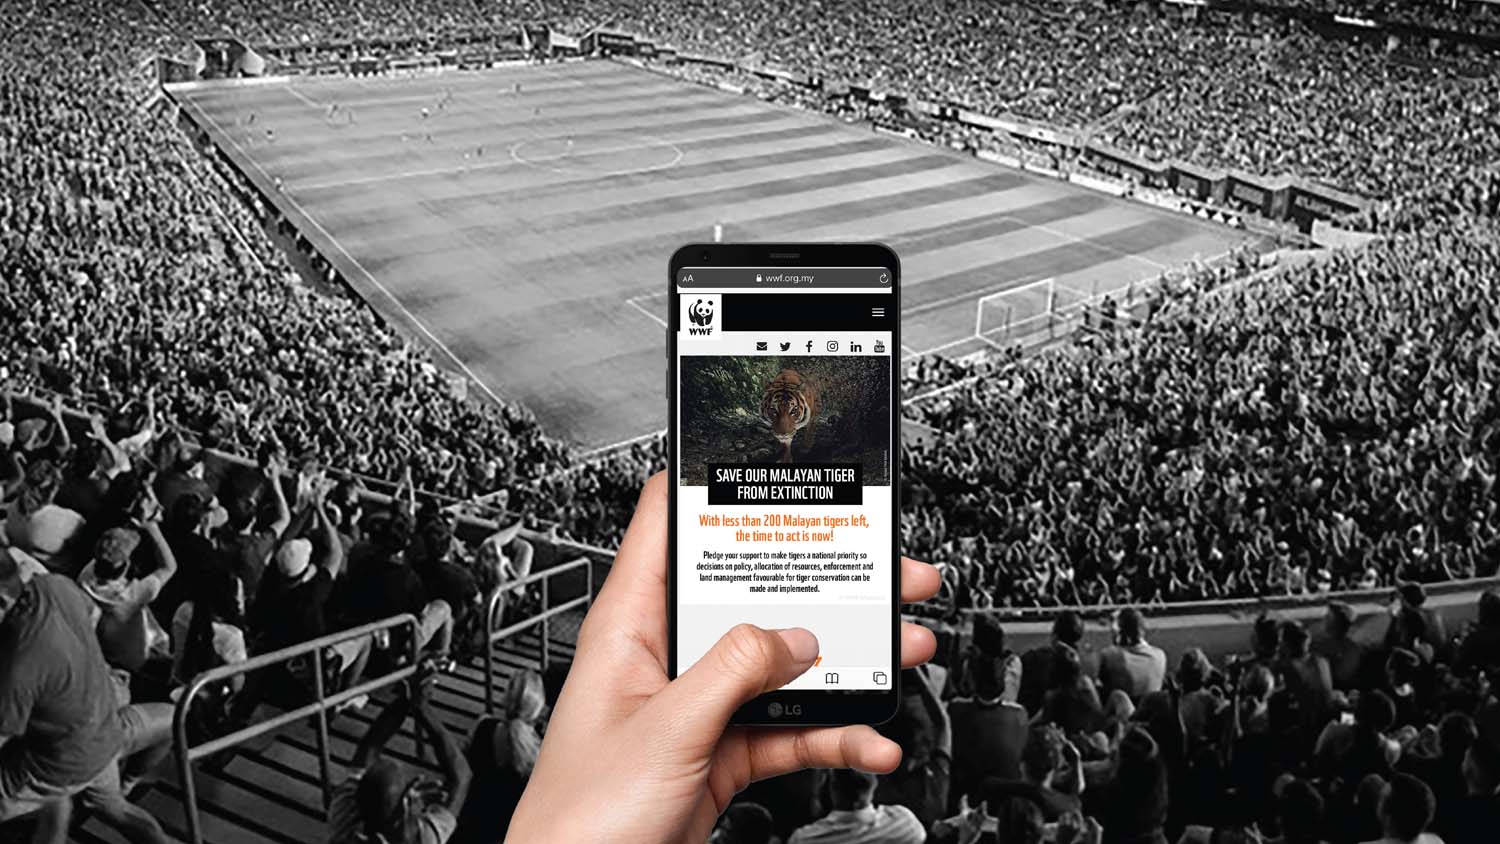 AA wwf.org.my
WWF
SAVE OUR MALAYAN TIGER
FROM EXTINCTION
With less than 200 Malayan tigers left,
the time to act is now!
Pledge your support to make tigers a national priority so
decisions on policy, allocation of resources, enforcement and
land management favourable for tiger conservation can be
made and implemented.
LG